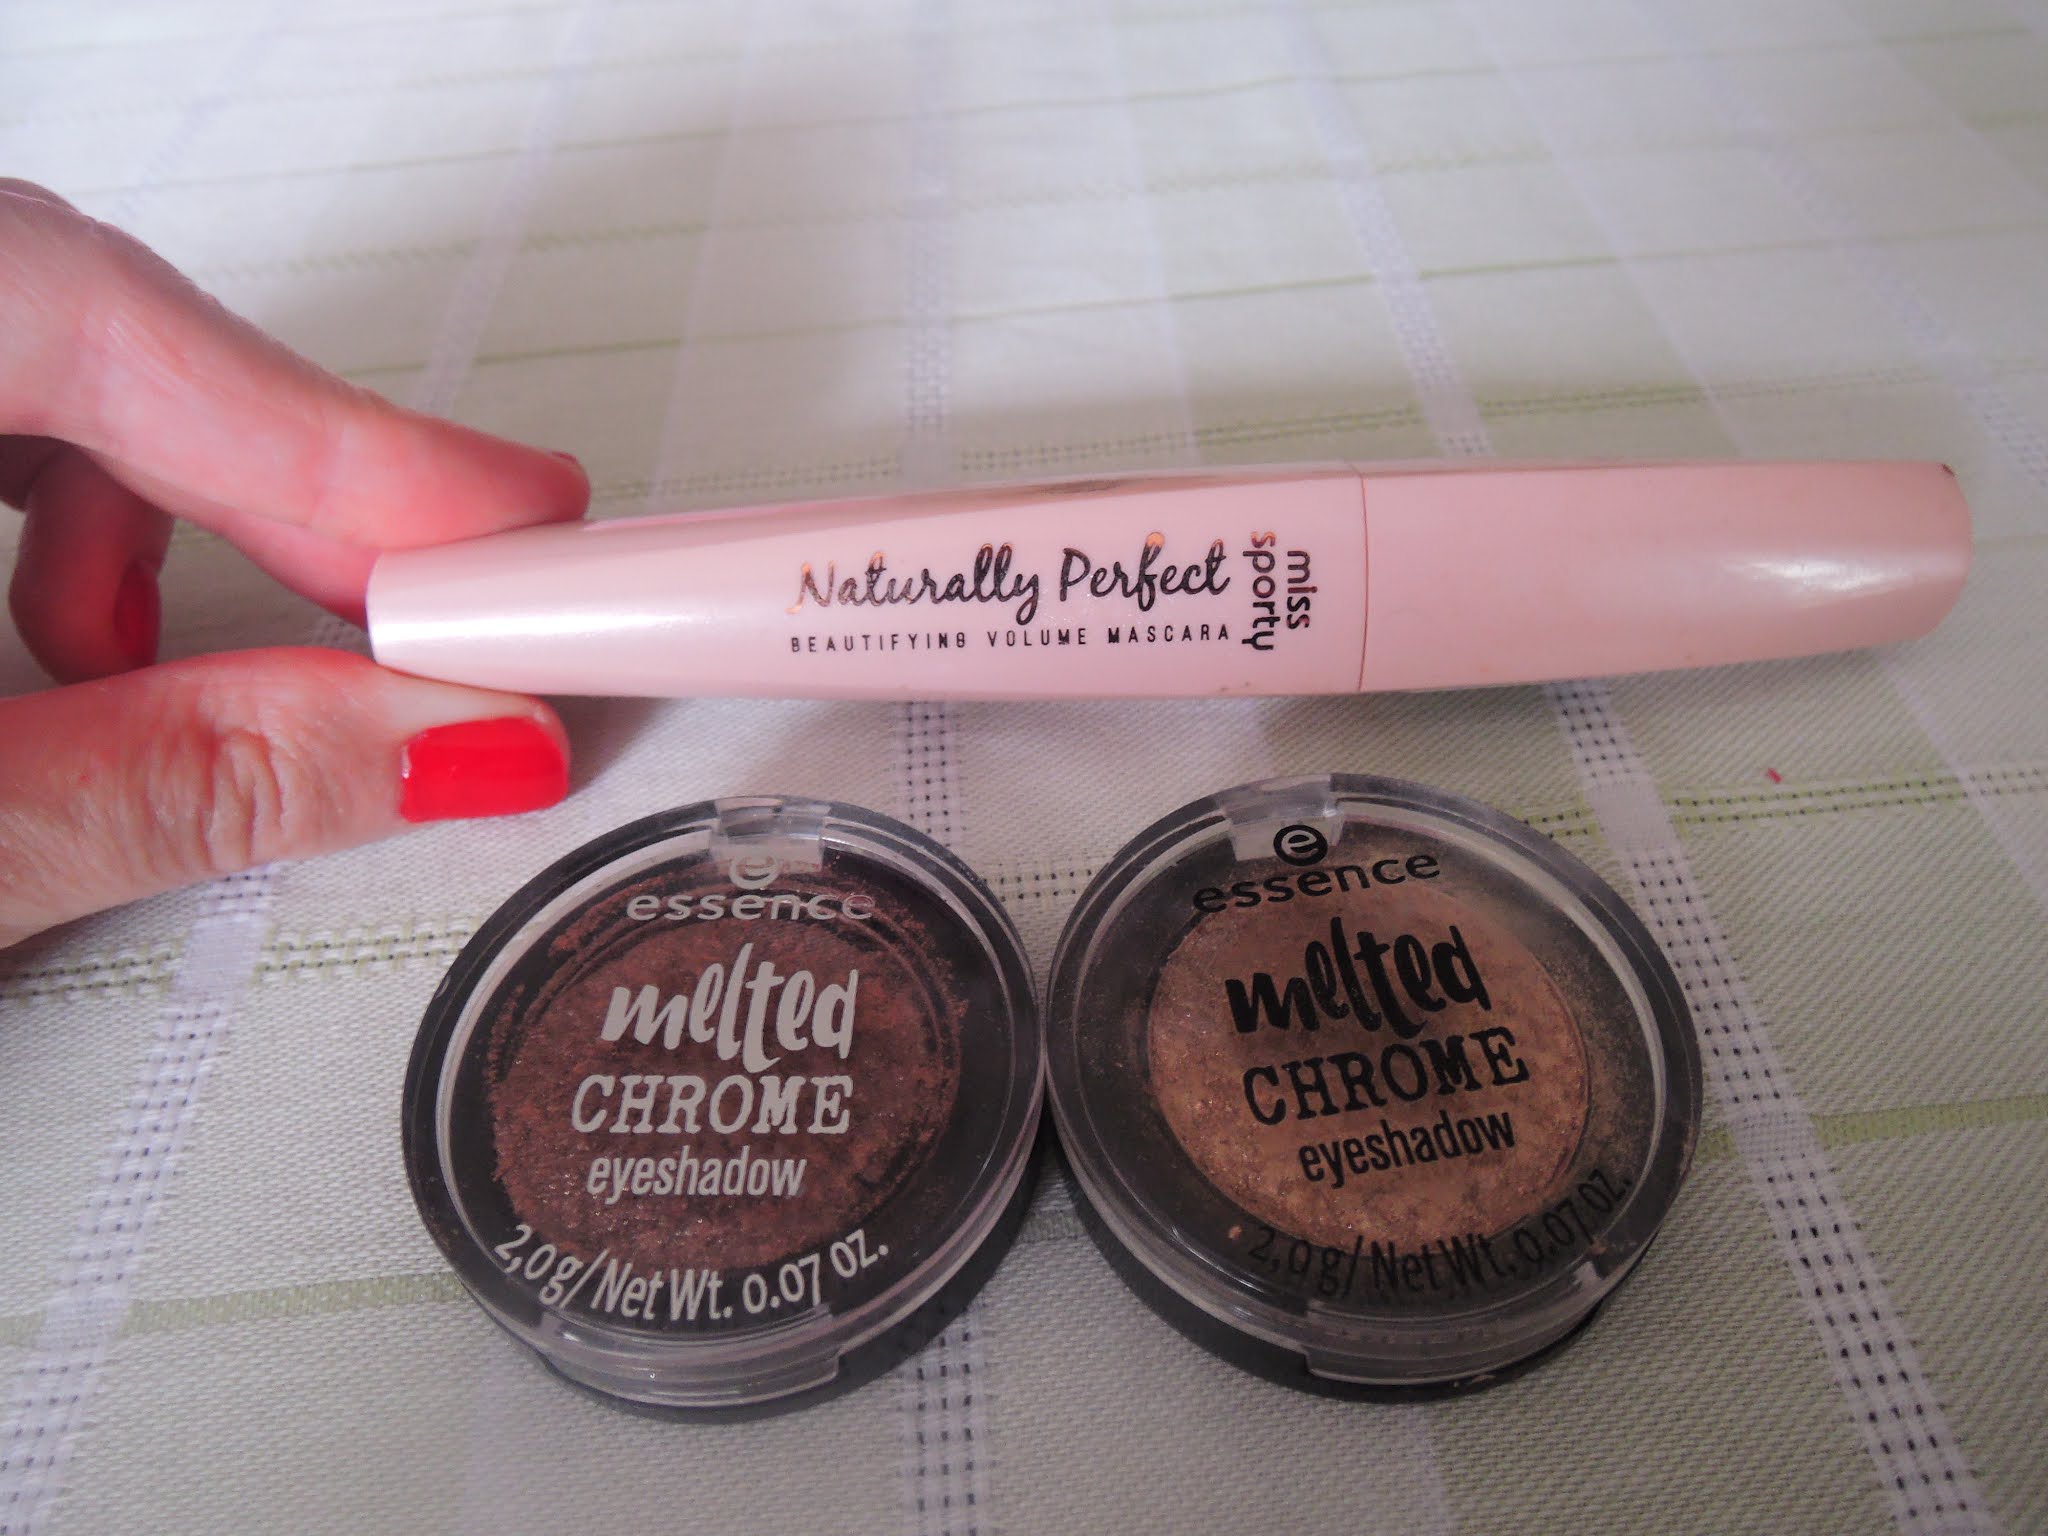 Naturally Perfect
BEAUTIFYING VOLUME MASCARA
miss
sporty
e
essence
melted
CHROME
eyeshadow
2,0g/Net Wt. 0.07 oz.
e
essence
melted
CHROME
eyeshadow
2,0g/Net Wt. 0.07 oz.